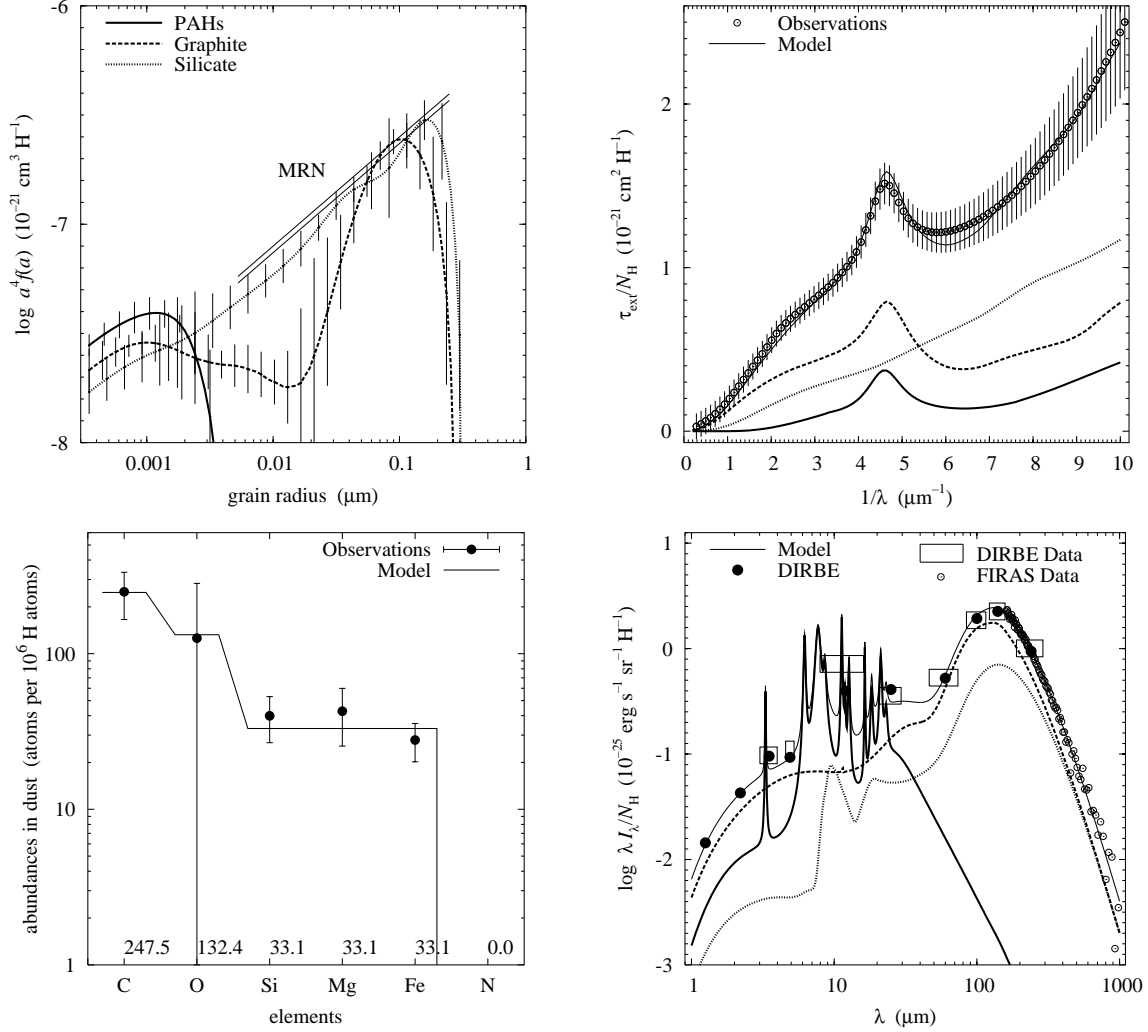 PAHs
Graphite
Silicate
MRN
-6
-7
-8
log a⁴f(a) (10⁻²¹ cm³ H⁻¹)
0.001 0.01 0.1 1
grain radius (μm)
Observations
Model
2
1
0
τext/NH (10⁻²¹ cm² H⁻¹)
0 1 2 3 4 5 6 7 8 9 10
1/λ (μm⁻¹)
Observations
Model
100
10
1
abundances in dust (atoms per 10⁶ H atoms)
247.5 132.4 33.1 33.1 33.1 0.0
C O Si Mg Fe N
elements
Model
DIRBE
DIRBE Data
FIRAS Data
1
0
-1
-2
-3
log λIλ/NH (10⁻²⁵ erg s⁻¹ sr⁻¹ H⁻¹)
1 10 100 1000
λ (μm)